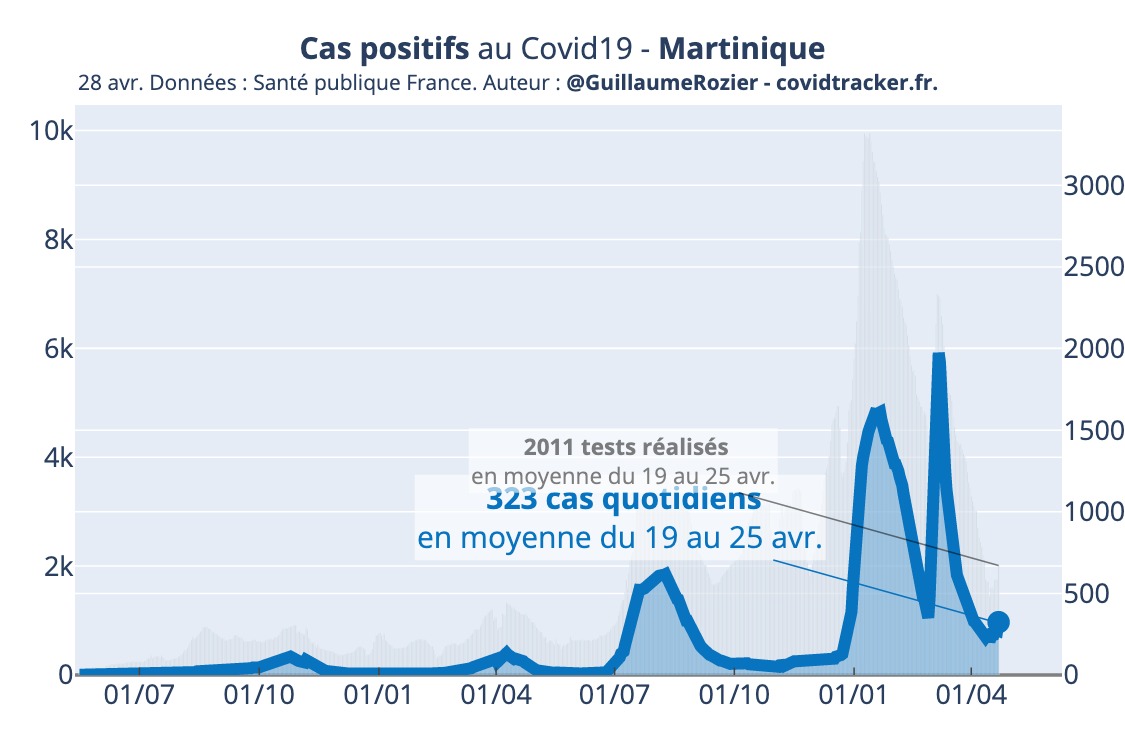 Cas positifs au Covid19 - Martinique
28 avr. Données : Santé publique France. Auteur : @GuillaumeRozier - covidtracker.fr.
10k
8k
6k
4k
2k
0
3000
2500
2000
1500
1000
500
0
2011 tests réalisés
en moyenne du 19 au 25 avr.
323 cas quotidiens
en moyenne du 19 au 25 avr.
01/07 01/10 01/01 01/04 01/07 01/10 01/01 01/04